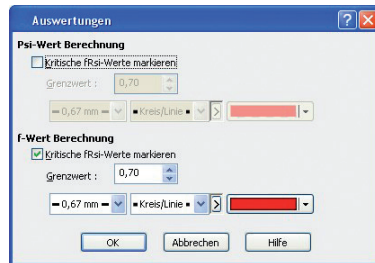 Auswertungen
Psi-Wert Berechnung
Kritische fRsi-Werte markieren
Grenzwert : 0,70
0,67 mm Kreis/Linie >
f-Wert Berechnung
Kritische fRsi-Werte markieren
Grenzwert : 0,70
0,67 mm Kreis/Linie >
OK Abbrechen Hilfe